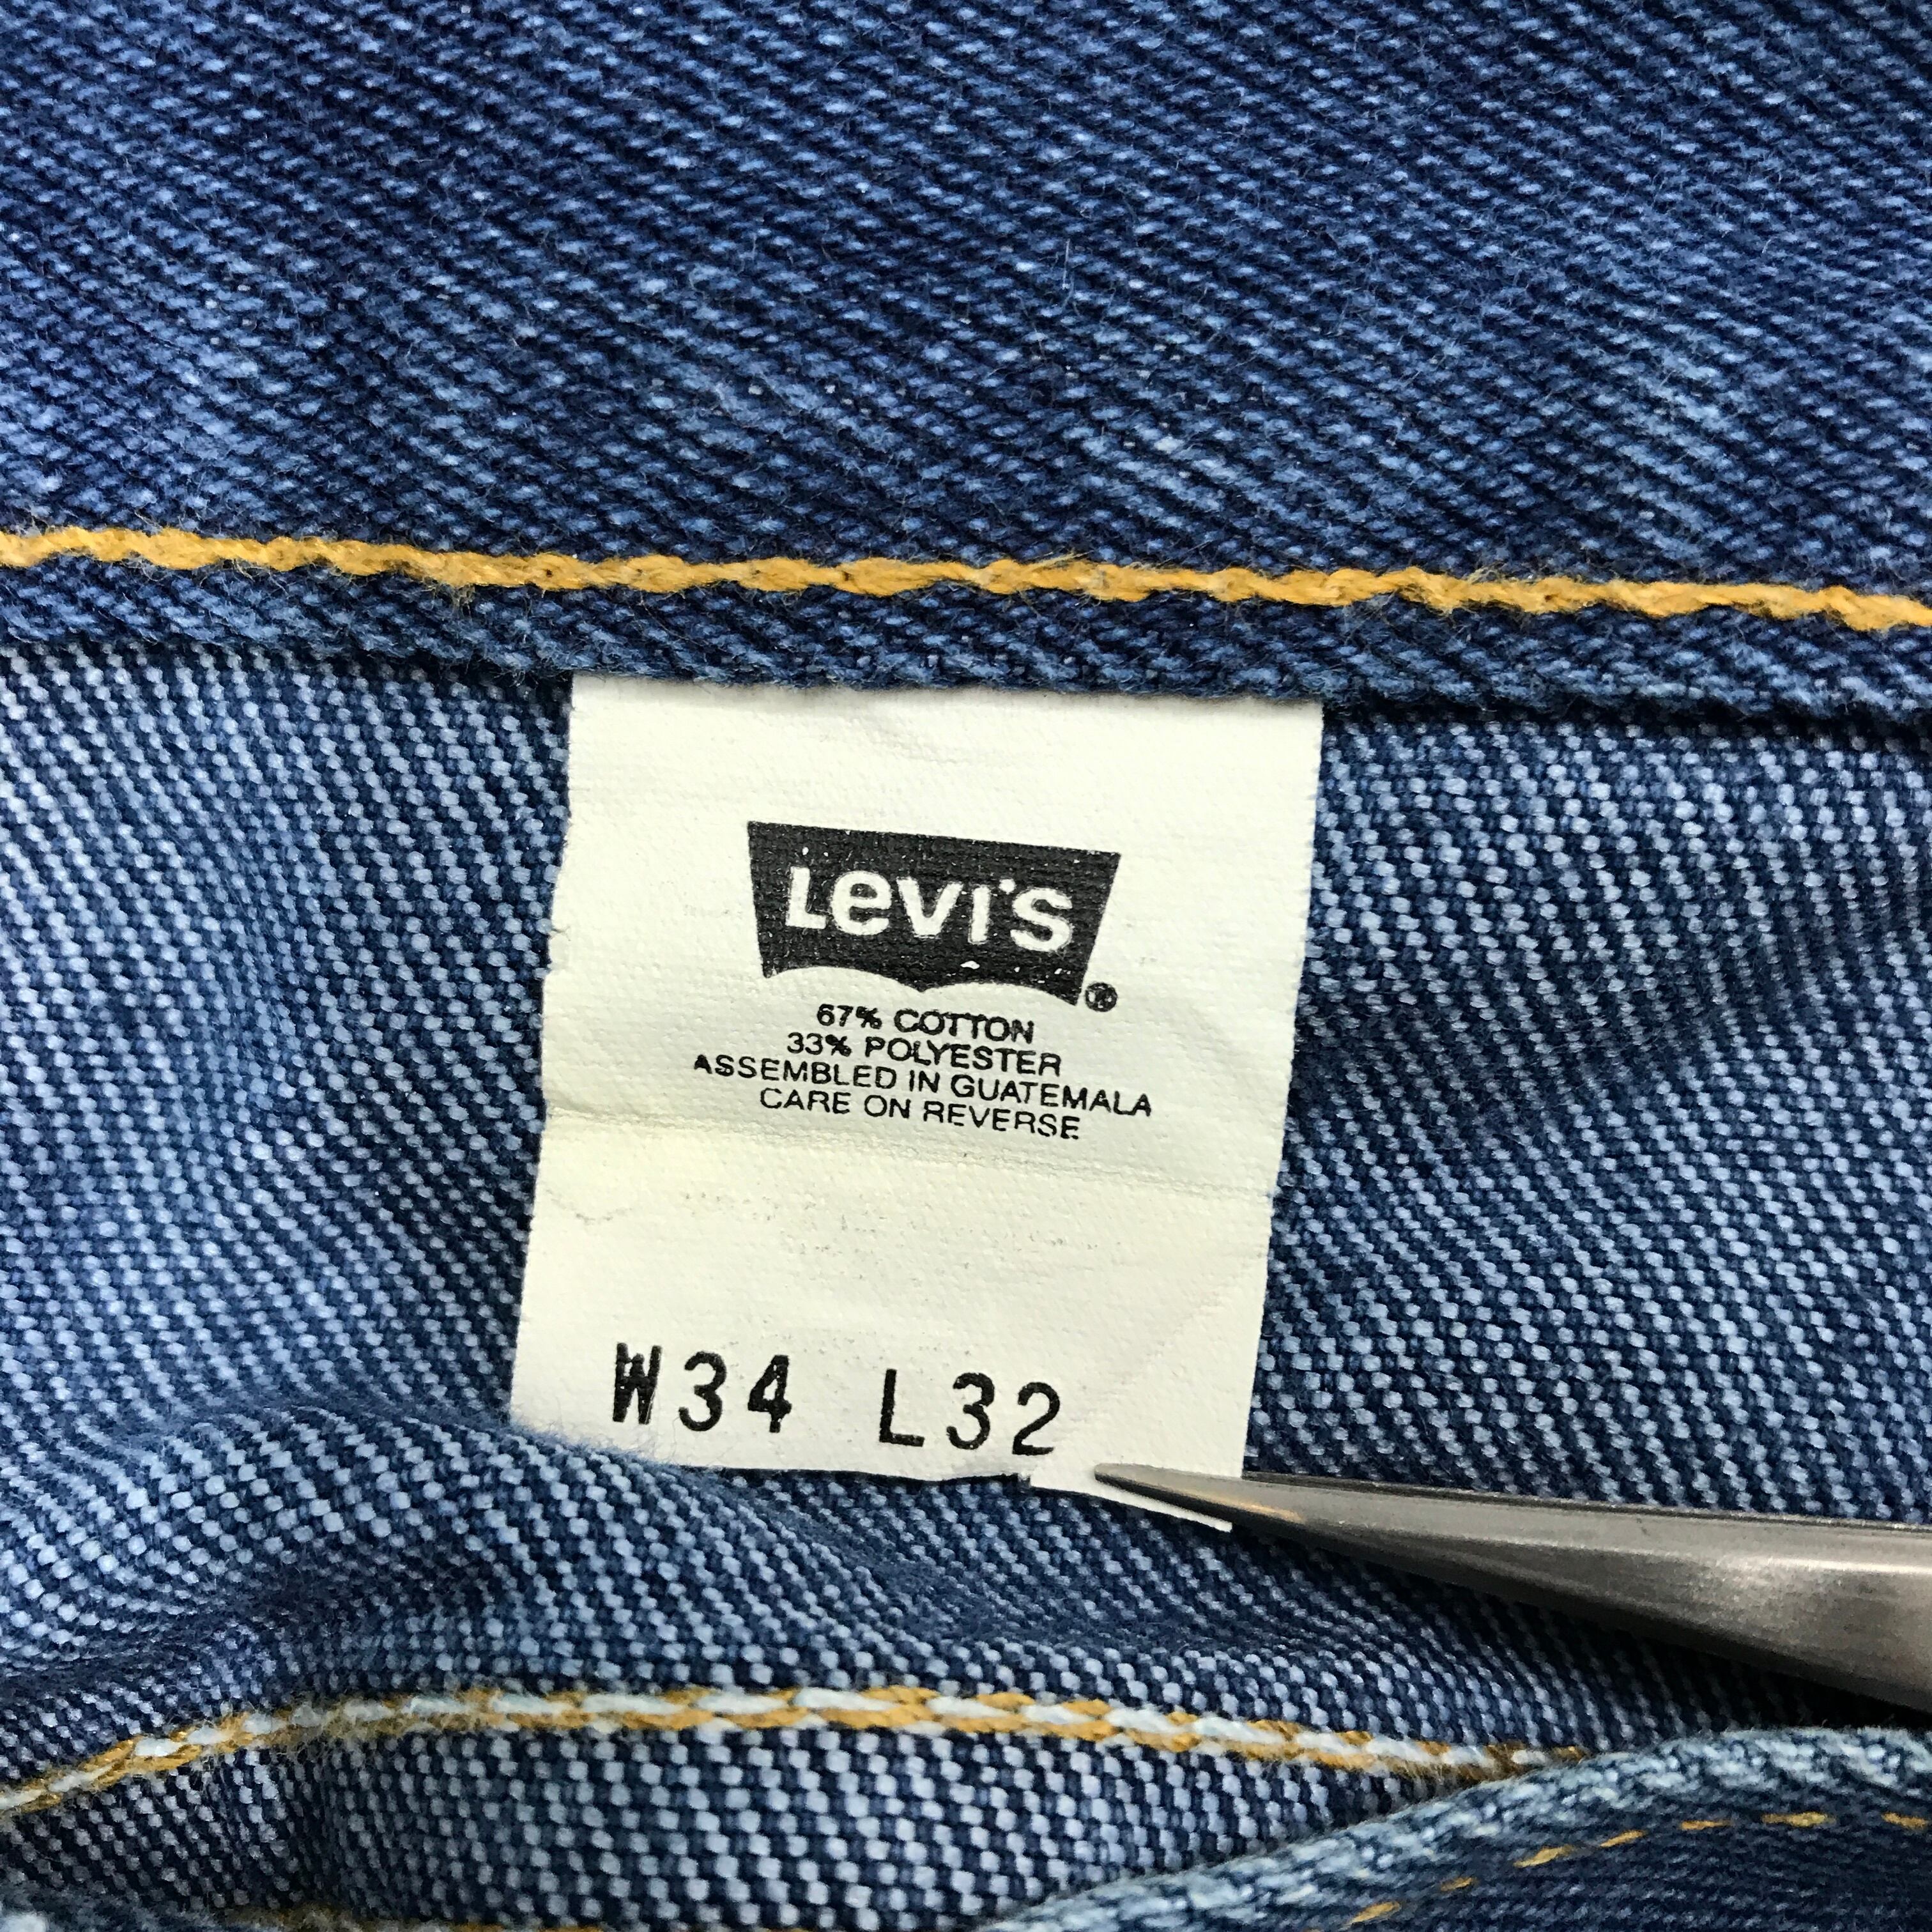 Levi's®
67% COTTON
33% POLYESTER
ASSEMBLED IN GUATEMALA
CARE ON REVERSE
W34 L32